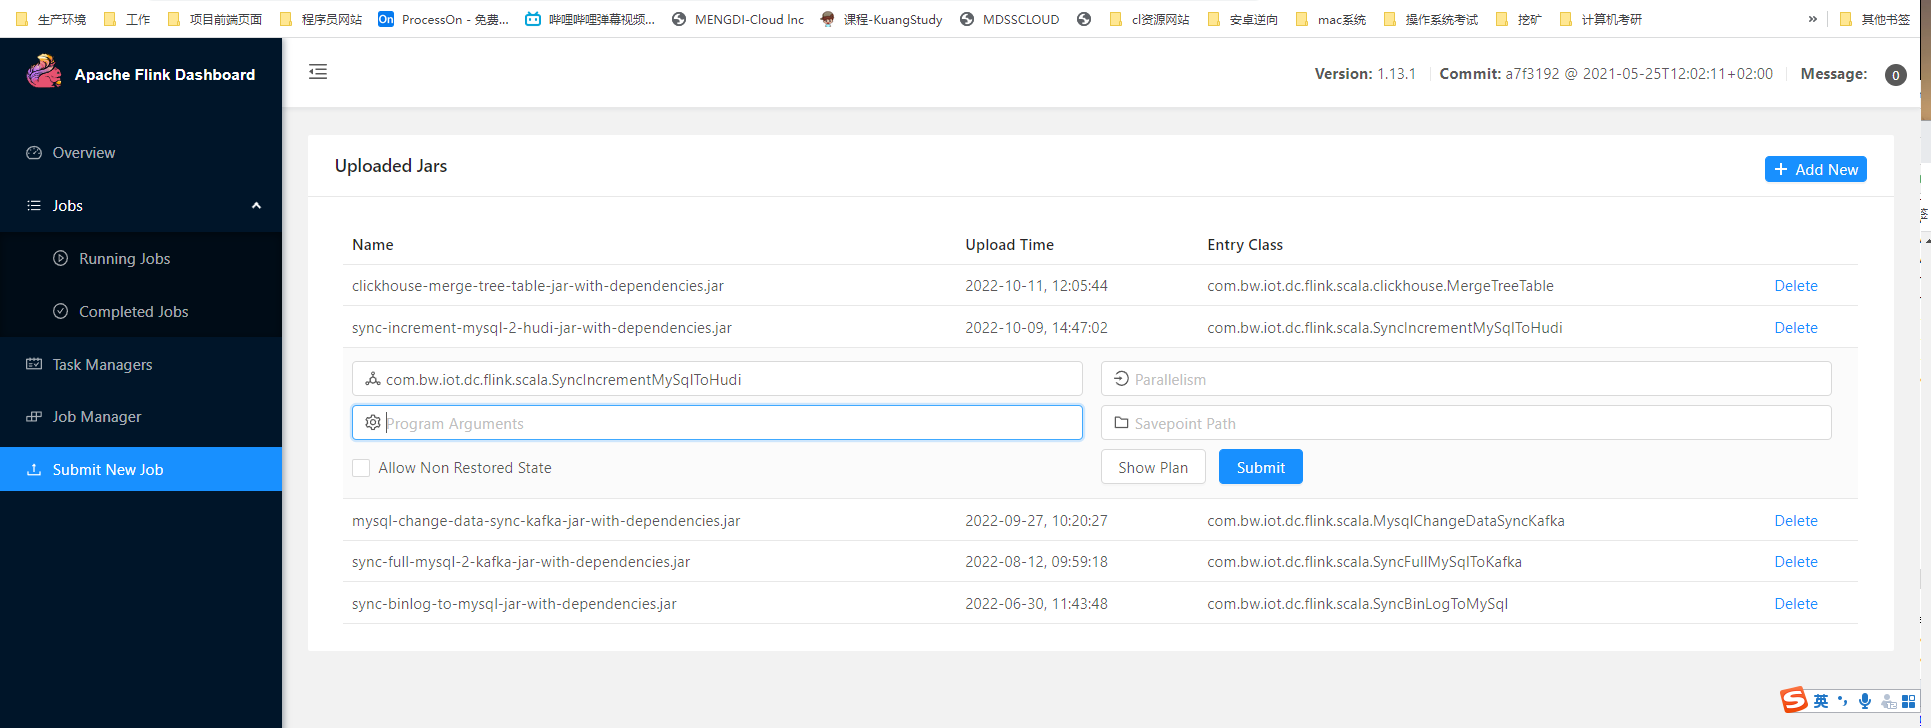 生产环境 工作 项目前端页面 程序员网站 On ProcessOn - 免费... 哔哩哔哩弹幕视频... MENGDI-Cloud Inc 课程-KuangStudy MDSSCLOUD cl资源网站 安卓逆向 mac系统 操作系统考试 挖矿 计算机考研 » 其他书签
Apache Flink Dashboard
Version: 1.13.1 Commit: a7f3192 @ 2021-05-25T12:02:11+02:00 Message: 0
Overview
Jobs
Running Jobs
Completed Jobs
Task Managers
Job Manager
Submit New Job
Uploaded Jars
+ Add New
Name Upload Time Entry Class
clickhouse-merge-tree-table-jar-with-dependencies.jar 2022-10-11, 12:05:44 com.bw.iot.dc.flink.scala.clickhouse.MergeTreeTable Delete
sync-increment-mysql-2-hudi-jar-with-dependencies.jar 2022-10-09, 14:47:02 com.bw.iot.dc.flink.scala.SyncIncrementMySqlToHudi Delete
com.bw.iot.dc.flink.scala.SyncIncrementMySqlToHudi Parallelism
Program Arguments Savepoint Path
Allow Non Restored State Show Plan Submit
mysql-change-data-sync-kafka-jar-with-dependencies.jar 2022-09-27, 10:20:27 com.bw.iot.dc.flink.scala.MysqlChangeDataSyncKafka Delete
sync-full-mysql-2-kafka-jar-with-dependencies.jar 2022-08-12, 09:59:18 com.bw.iot.dc.flink.scala.SyncFullMySqlToKafka Delete
sync-binlog-to-mysql-jar-with-dependencies.jar 2022-06-30, 11:43:48 com.bw.iot.dc.flink.scala.SyncBinLogToMySql Delete
S 英